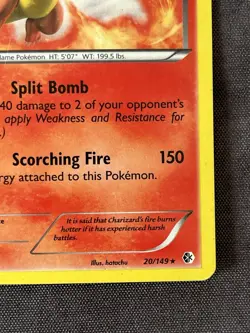 lame Pokémon HT: 5'07" WT: 199.5 lbs.
Split Bomb
40 damage to 2 of your opponent's
apply Weakness and Resistance for
.)
Scorching Fire 150
rgy attached to this Pokémon.
e
It is said that Charizard's fire burns
hotter if it has experienced harsh
battles.
Illus. hatachu
20/149★